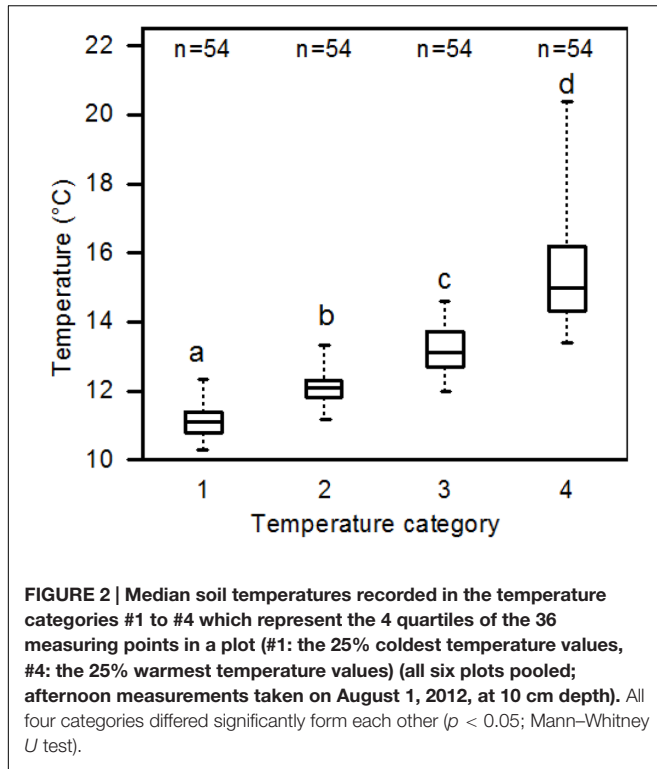 22
n=54 n=54 n=54 n=54
d
20
18
16
c
14
b
a
12
10
Temperature (°C)
1 2 3 4
Temperature category
FIGURE 2 | Median soil temperatures recorded in the temperature
categories #1 to #4 which represent the 4 quartiles of the 36
measuring points in a plot (#1: the 25% coldest temperature values,
#4: the 25% warmest temperature values) (all six plots pooled;
afternoon measurements taken on August 1, 2012, at 10 cm depth). All
four categories differed significantly form each other (p < 0.05; Mann–Whitney
U test).